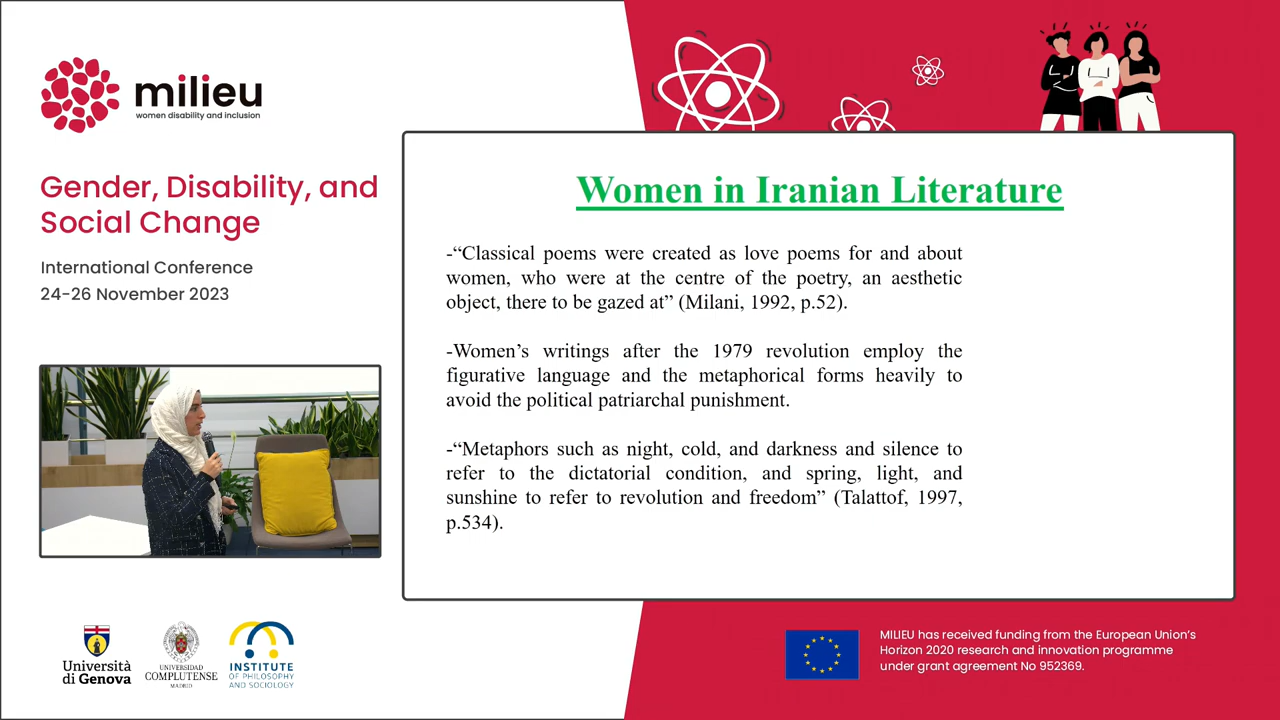 milieu
women disability and inclusion
Gender, Disability, and
Social Change
International Conference
24-26 November 2023
Women in Iranian Literature
-“Classical poems were created as love poems for and about
women, who were at the centre of the poetry, an aesthetic
object, there to be gazed at” (Milani, 1992, p.52).
-Women’s writings after the 1979 revolution employ the
figurative language and the metaphorical forms heavily to
avoid the political patriarchal punishment.
-“Metaphors such as night, cold, and darkness and silence to
refer to the dictatorial condition, and spring, light, and
sunshine to refer to revolution and freedom” (Talattof, 1997,
p.534).
Università
di Genova
UNIVERSIDAD
COMPLUTENSE
MADRID
INSTITUTE
OF PHILOSOPHY
AND SOCIOLOGY
MILIEU has received funding from the European Union’s
Horizon 2020 research and innovation programme
under grant agreement No 952369.